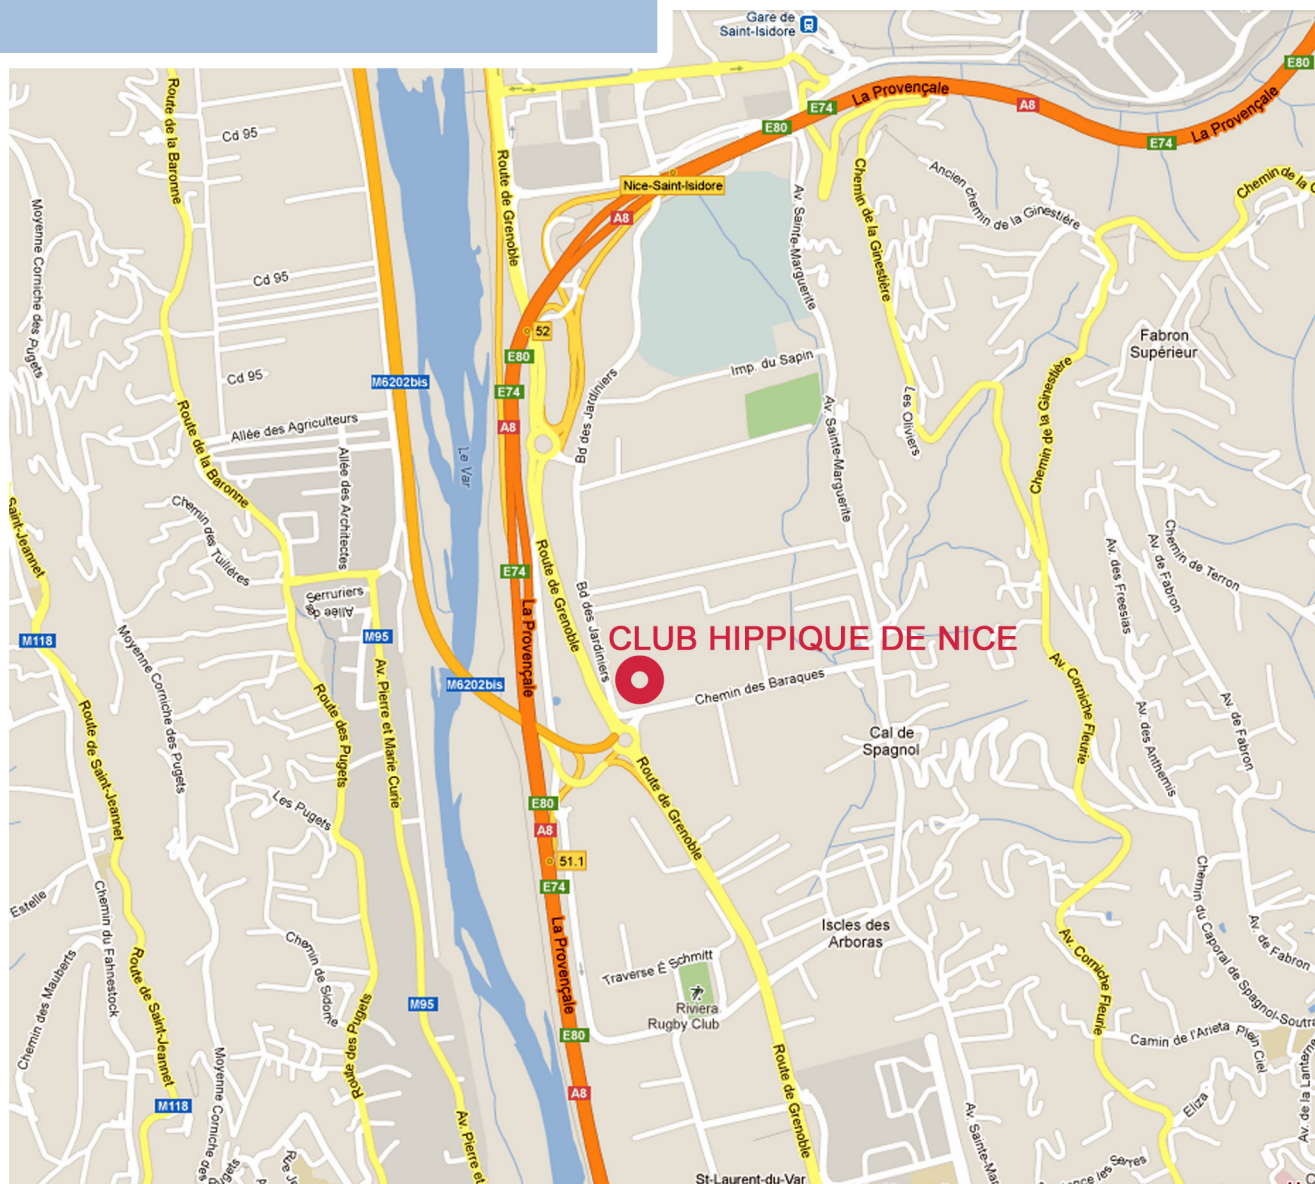 Gare de
Saint-Isidore
E80
La Provençale
A8
E74
La Provençale
E74
E80
Route de la Baronne
Cd 95
Route de Grenoble
Nice-Saint-Isidore
A8
Av. Sainte-Marguerite
Chemin de la Ginestière
Ancien chemin de la Ginestière
Chemin de la G
Moyenne Corniche des Pugets
Cd 95
52
E80
Fabron
Supérieur
M6202bis
E74
Imp. du Sapin
Cd 95
A8
Bd des Jardiniers
Av. Sainte-Marguerite
Les Oliviers
Chemin de la Ginestière
Allée des Agriculteurs
Route de la Baronne
Allée des Architectes
Le Var
Saint-Jeannet
Chemin des Tuilières
E74
Route de Grenoble
Bd des Jardiniers
Av. des Freesias
Av. de Fabron
Chemin de Terron
Serruriers
Allée des
M118
M95
La Provençale
CLUB HIPPIQUE DE NICE
Moyenne Corniche des Pugets
Av. Pierre et Marie Curie
M6202bis
Chemin des Baraques
Av. Corniche Fleurie
Route des Pugets
Route de Saint-Jeannet
Cal de
Spagnol
Av. des Anthemis
Av. de Fabron
Les Pugets
E80
A8
Route de Grenoble
51.1
E74
Estelle
Chemin du Fahnestock
Iscles des
Arboras
Chemin du Caporal de Spagnol-Soutra
Av. de Fabron
Chemin des Mauberts
Route de Saint-Jeannet
Chemin de Sidoine
La Provençale
Traverse E Schmitt
Av. Corniche Fleurie
M95
Riviera
Rugby Club
E80
Route des Pugets
Camin de l'Arieta
Plein Ciel
Route de Grenoble
A8
M118
Moyenne Corniche des
Pugets
Av. Pierre et
Av. Sainte-Mar
Eliza
Av. de la Lanterne
St-Laurent-du-Var